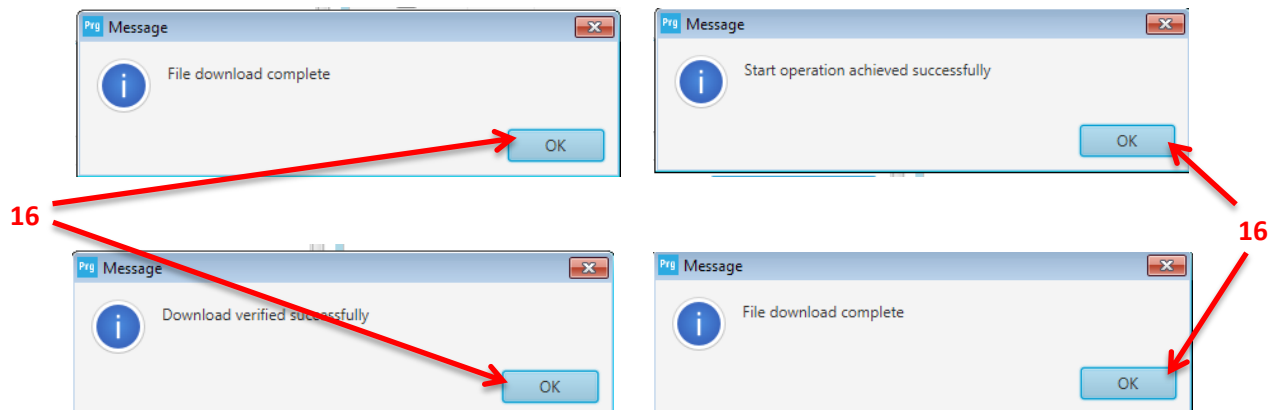 Prg Message
File download complete
OK
Prg Message
Start operation achieved successfully
OK
16
16
Prg Message
Download verified successfully
OK
Prg Message
File download complete
OK